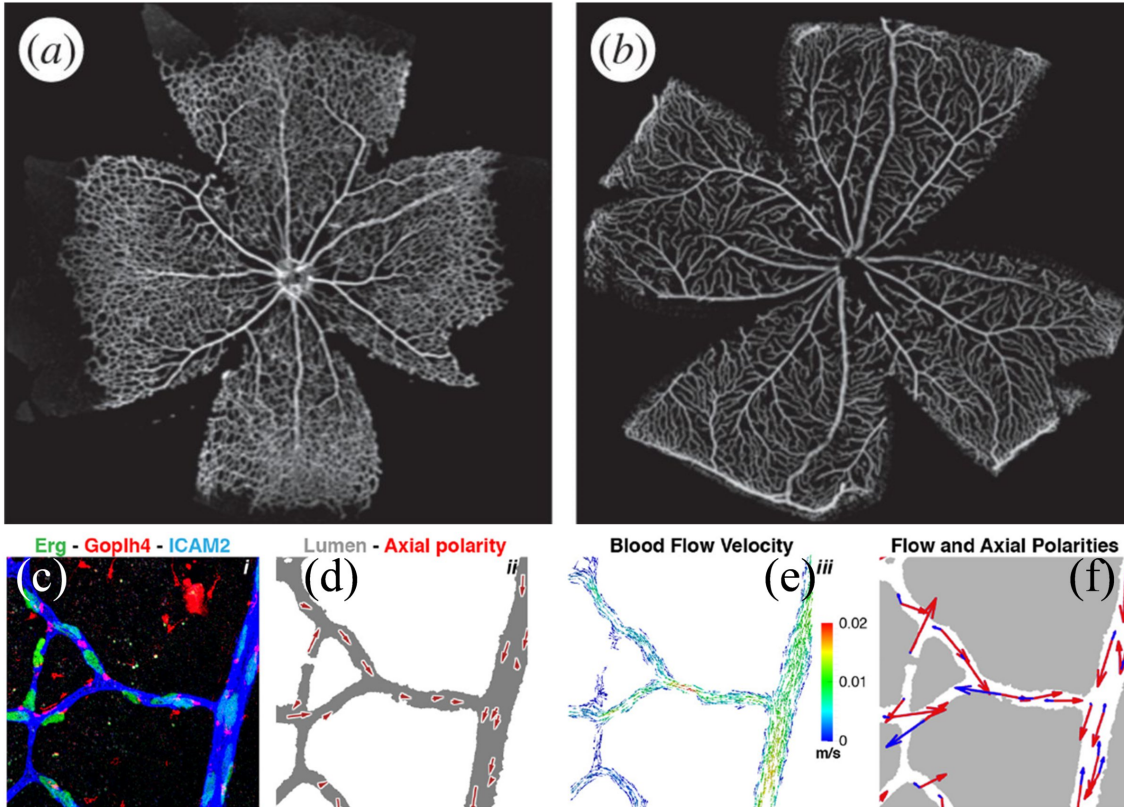 (a)
(b)
Erg - Goplh4 - ICAM2
(c)
i
Lumen - Axial polarity
(d)
ii
Blood Flow Velocity
(e)
iii
0.02
0.01
0
m/s
Flow and Axial Polarities
(f)